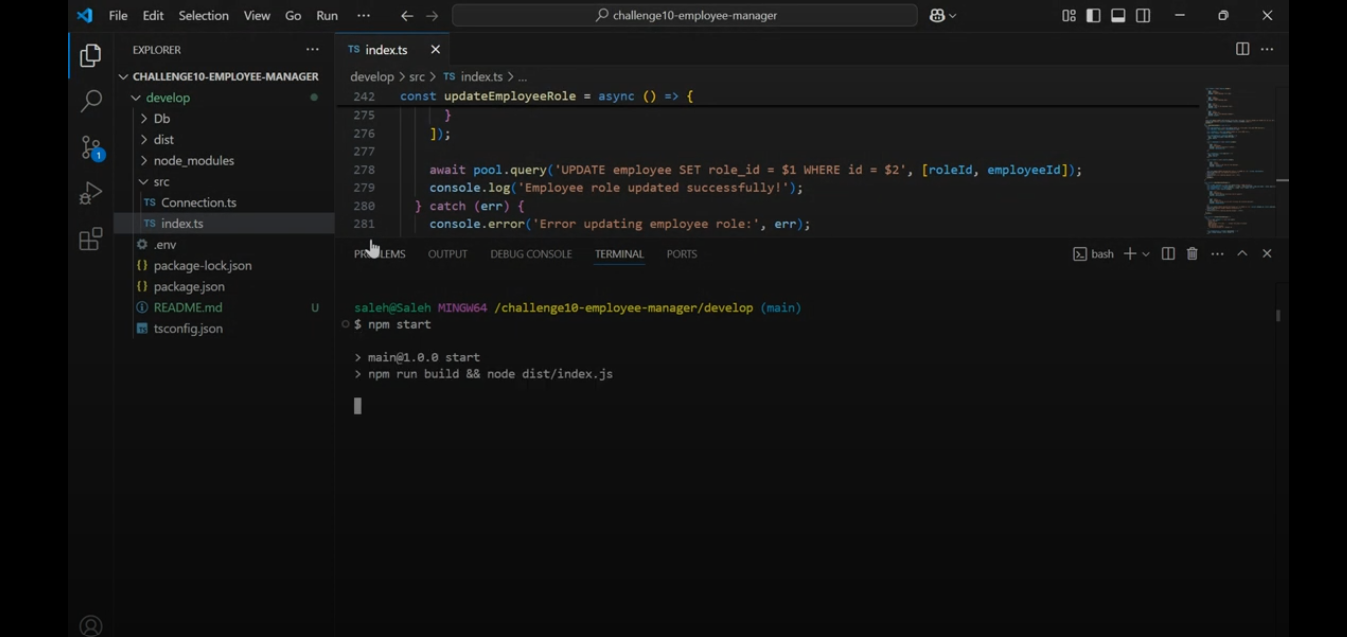 File Edit Selection View Go Run ···
challenge10-employee-manager
EXPLORER
CHALLENGE10-EMPLOYEE-MANAGER
develop
Db
dist
node_modules
src
TS Connection.ts
TS index.ts
.env
{} package-lock.json
{} package.json
README.md U
tsconfig.json
1
TS index.ts
develop > src > TS index.ts > ...
242 const updateEmployeeRole = async () => {
275 }
276 ]);
277
278 await pool.query('UPDATE employee SET role_id = $1 WHERE id = $2', [roleId, employeeId]);
279 console.log('Employee role updated successfully!');
280 } catch (err) {
281 console.error('Error updating employee role:', err);
PROBLEMS OUTPUT DEBUG CONSOLE TERMINAL PORTS
bash
saleh@Saleh MINGW64 /challenge10-employee-manager/develop (main)
$ npm start
> main@1.0.0 start
> npm run build && node dist/index.js